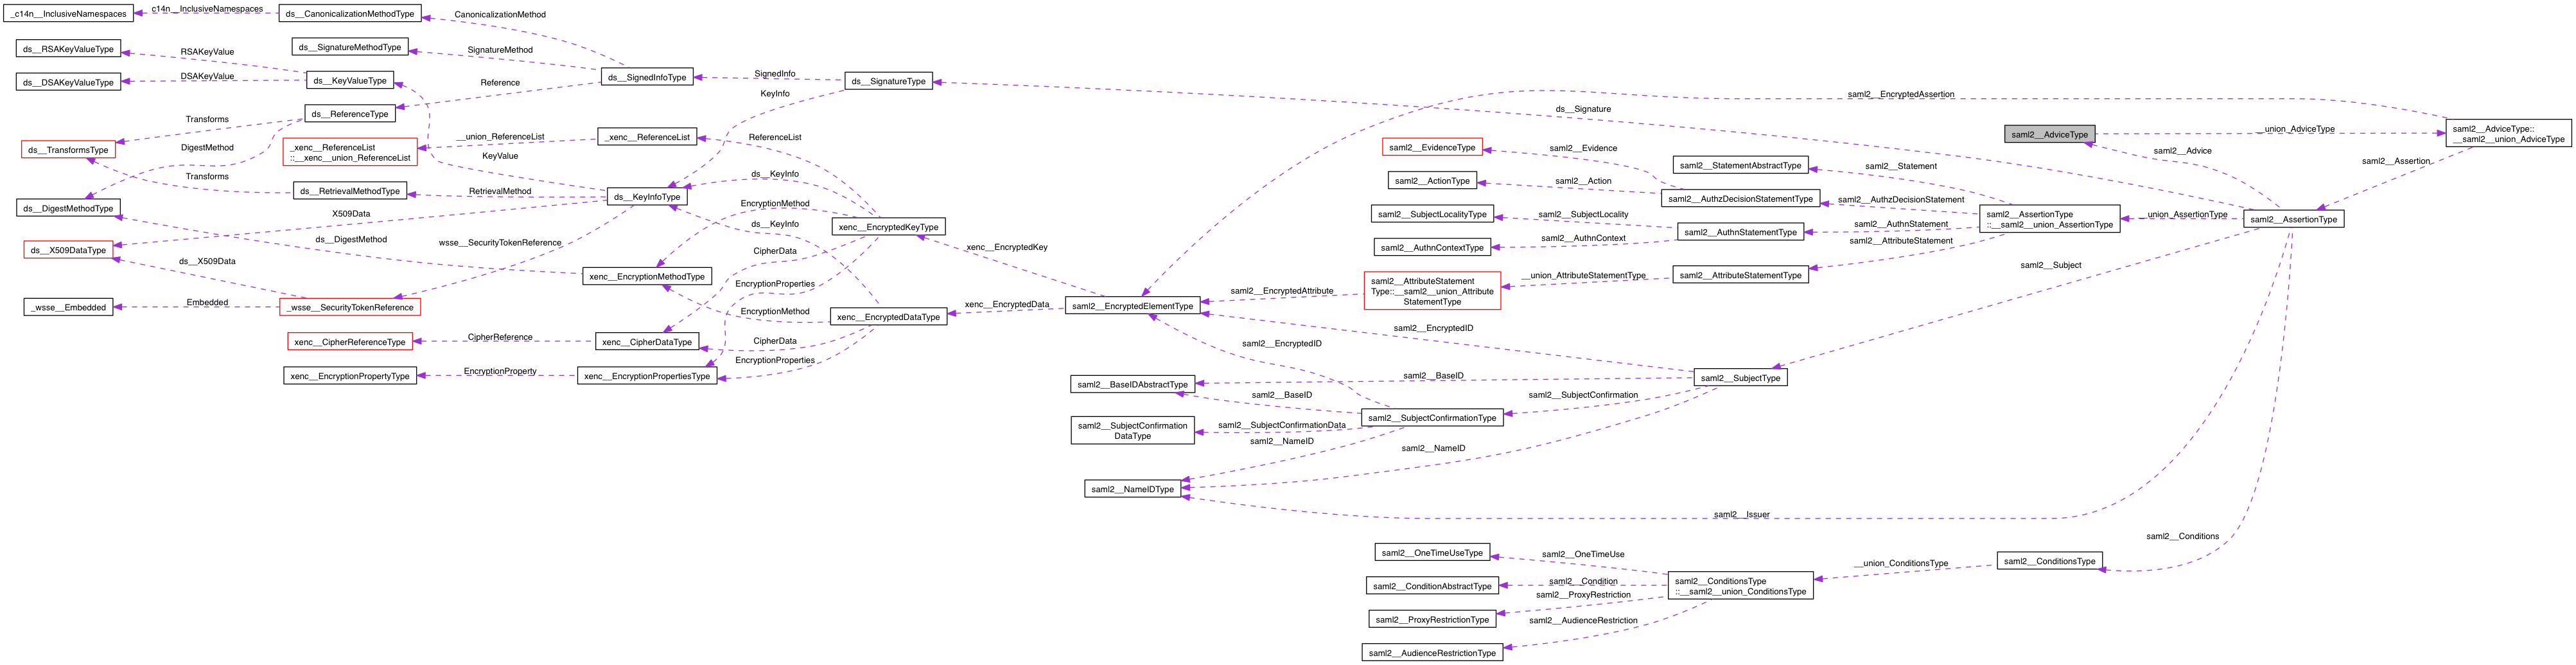 _c14n__InclusiveNamespaces
c14n__InclusiveNamespaces
ds__CanonicalizationMethodType
CanonicalizationMethod
ds__RSAKeyValueType
RSAKeyValue
ds__SignatureMethodType
SignatureMethod
ds__DSAKeyValueType
DSAKeyValue
ds__KeyValueType
ds__SignedInfoType
SignedInfo
ds__SignatureType
Reference
KeyInfo
ds__ReferenceType
Transforms
ds__TransformsType
DigestMethod
_xenc__ReferenceList
::__xenc__union_ReferenceList
__union_ReferenceList
_xenc__ReferenceList
ReferenceList
KeyValue
Transforms
ds__RetrievalMethodType
RetrievalMethod
ds__KeyInfoType
ds__KeyInfo
ds__DigestMethodType
X509Data
EncryptionMethod
ds__KeyInfo
xenc__EncryptedKeyType
ds__X509DataType
ds__DigestMethod
wsse__SecurityTokenReference
CipherData
ds__X509Data
xenc__EncryptionMethodType
EncryptionProperties
_wsse__Embedded
Embedded
_wsse__SecurityTokenReference
EncryptionMethod
xenc__EncryptedDataType
xenc__CipherReferenceType
CipherReference
xenc__CipherDataType
CipherData
EncryptionProperties
xenc__EncryptionPropertyType
EncryptionProperty
xenc__EncryptionPropertiesType
xenc__EncryptedKey
xenc__EncryptedData
saml2__EncryptedElementType
ds__Signature
saml2__EncryptedAssertion
saml2__EvidenceType
saml2__Evidence
saml2__StatementAbstractType
saml2__Statement
saml2__ActionType
saml2__Action
saml2__AuthzDecisionStatementType
saml2__AuthzDecisionStatement
saml2__SubjectLocalityType
saml2__SubjectLocality
saml2__AuthnStatementType
saml2__AuthnStatement
saml2__AuthnContextType
saml2__AuthnContext
saml2__AttributeStatement
saml2__EncryptedAttribute
saml2__AttributeStatement
Type::__saml2__union_Attribute
StatementType
__union_AttributeStatementType
saml2__AttributeStatementType
saml2__AdviceType
__union_AdviceType
saml2__AdviceType::
__saml2__union_AdviceType
saml2__Advice
saml2__Assertion
saml2__AssertionType
::__saml2__union_AssertionType
__union_AssertionType
saml2__AssertionType
saml2__Subject
saml2__EncryptedID
saml2__EncryptedID
saml2__BaseIDAbstractType
saml2__BaseID
saml2__SubjectType
saml2__BaseID
saml2__SubjectConfirmation
saml2__SubjectConfirmationType
saml2__SubjectConfirmation
DataType
saml2__SubjectConfirmationData
saml2__NameID
saml2__NameID
saml2__NameIDType
saml2__Issuer
saml2__Conditions
saml2__OneTimeUseType
saml2__OneTimeUse
__union_ConditionsType
saml2__ConditionsType
saml2__ConditionAbstractType
saml2__Condition
saml2__ConditionsType
::__saml2__union_ConditionsType
saml2__ProxyRestriction
saml2__ProxyRestrictionType
saml2__AudienceRestriction
saml2__AudienceRestrictionType